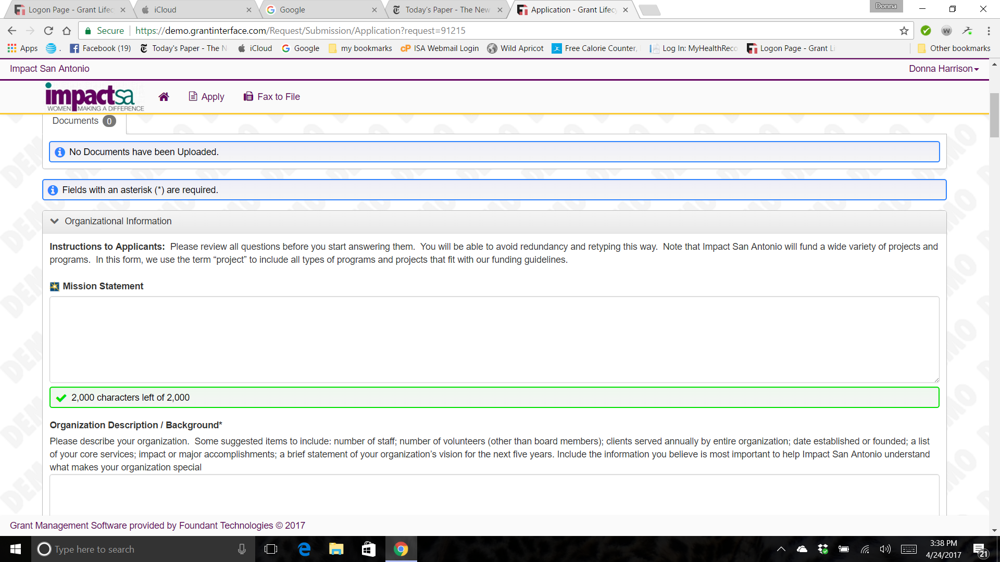 Logon Page - Grant Lifec
iCloud
Google
Today's Paper - The New
Application - Grant Lifecy
Donna
Secure
https://demo.grantinterface.com/Request/Submission/Application?request=91215
Apps
.
Facebook (19)
Today's Paper - The N
iCloud
Google
my bookmarks
cP ISA Webmail Login
Wild Apricot
Free Calorie Counter,
Log In: MyHealthReco
Logon Page - Grant Li
Other bookmarks
Impact San Antonio
Donna Harrison
impactsa
WOMEN MAKING A DIFFERENCE
Apply
Fax to File
Documents 0
No Documents have been Uploaded.
Fields with an asterisk (*) are required.
Organizational Information
Instructions to Applicants: Please review all questions before you start answering them. You will be able to avoid redundancy and retyping this way. Note that Impact San Antonio will fund a wide variety of projects and
programs. In this form, we use the term “project” to include all types of programs and projects that fit with our funding guidelines.
Mission Statement
2,000 characters left of 2,000
Organization Description / Background*
Please describe your organization. Some suggested items to include: number of staff; number of volunteers (other than board members); clients served annually by entire organization; date established or founded; a list
of your core services; impact or major accomplishments; a brief statement of your organization’s vision for the next five years. Include the information you believe is most important to help Impact San Antonio understand
what makes your organization special
Grant Management Software provided by Foundant Technologies © 2017
Type here to search
3:38 PM
4/24/2017
21
DEMO